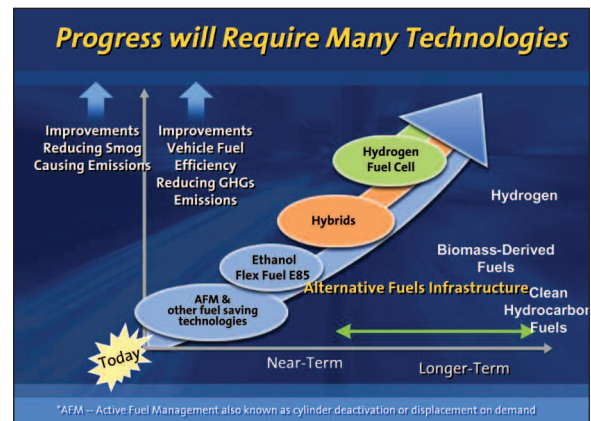 Progress will Require Many Technologies
Improvements
Reducing Smog
Causing Emissions
Improvements
Vehicle Fuel
Efficiency
Reducing GHGs
Emissions
Hydrogen
Fuel Cell
Hydrogen
Hybrids
Biomass-Derived
Fuels
Ethanol
Flex Fuel E85
Alternative Fuels Infrastructure
Clean
Hydrocarbon
Fuels
AFM &
other fuel saving
technologies
Today
Near-Term
Longer-Term
*AFM -- Active Fuel Management also known as cylinder deactivation or displacement on demand